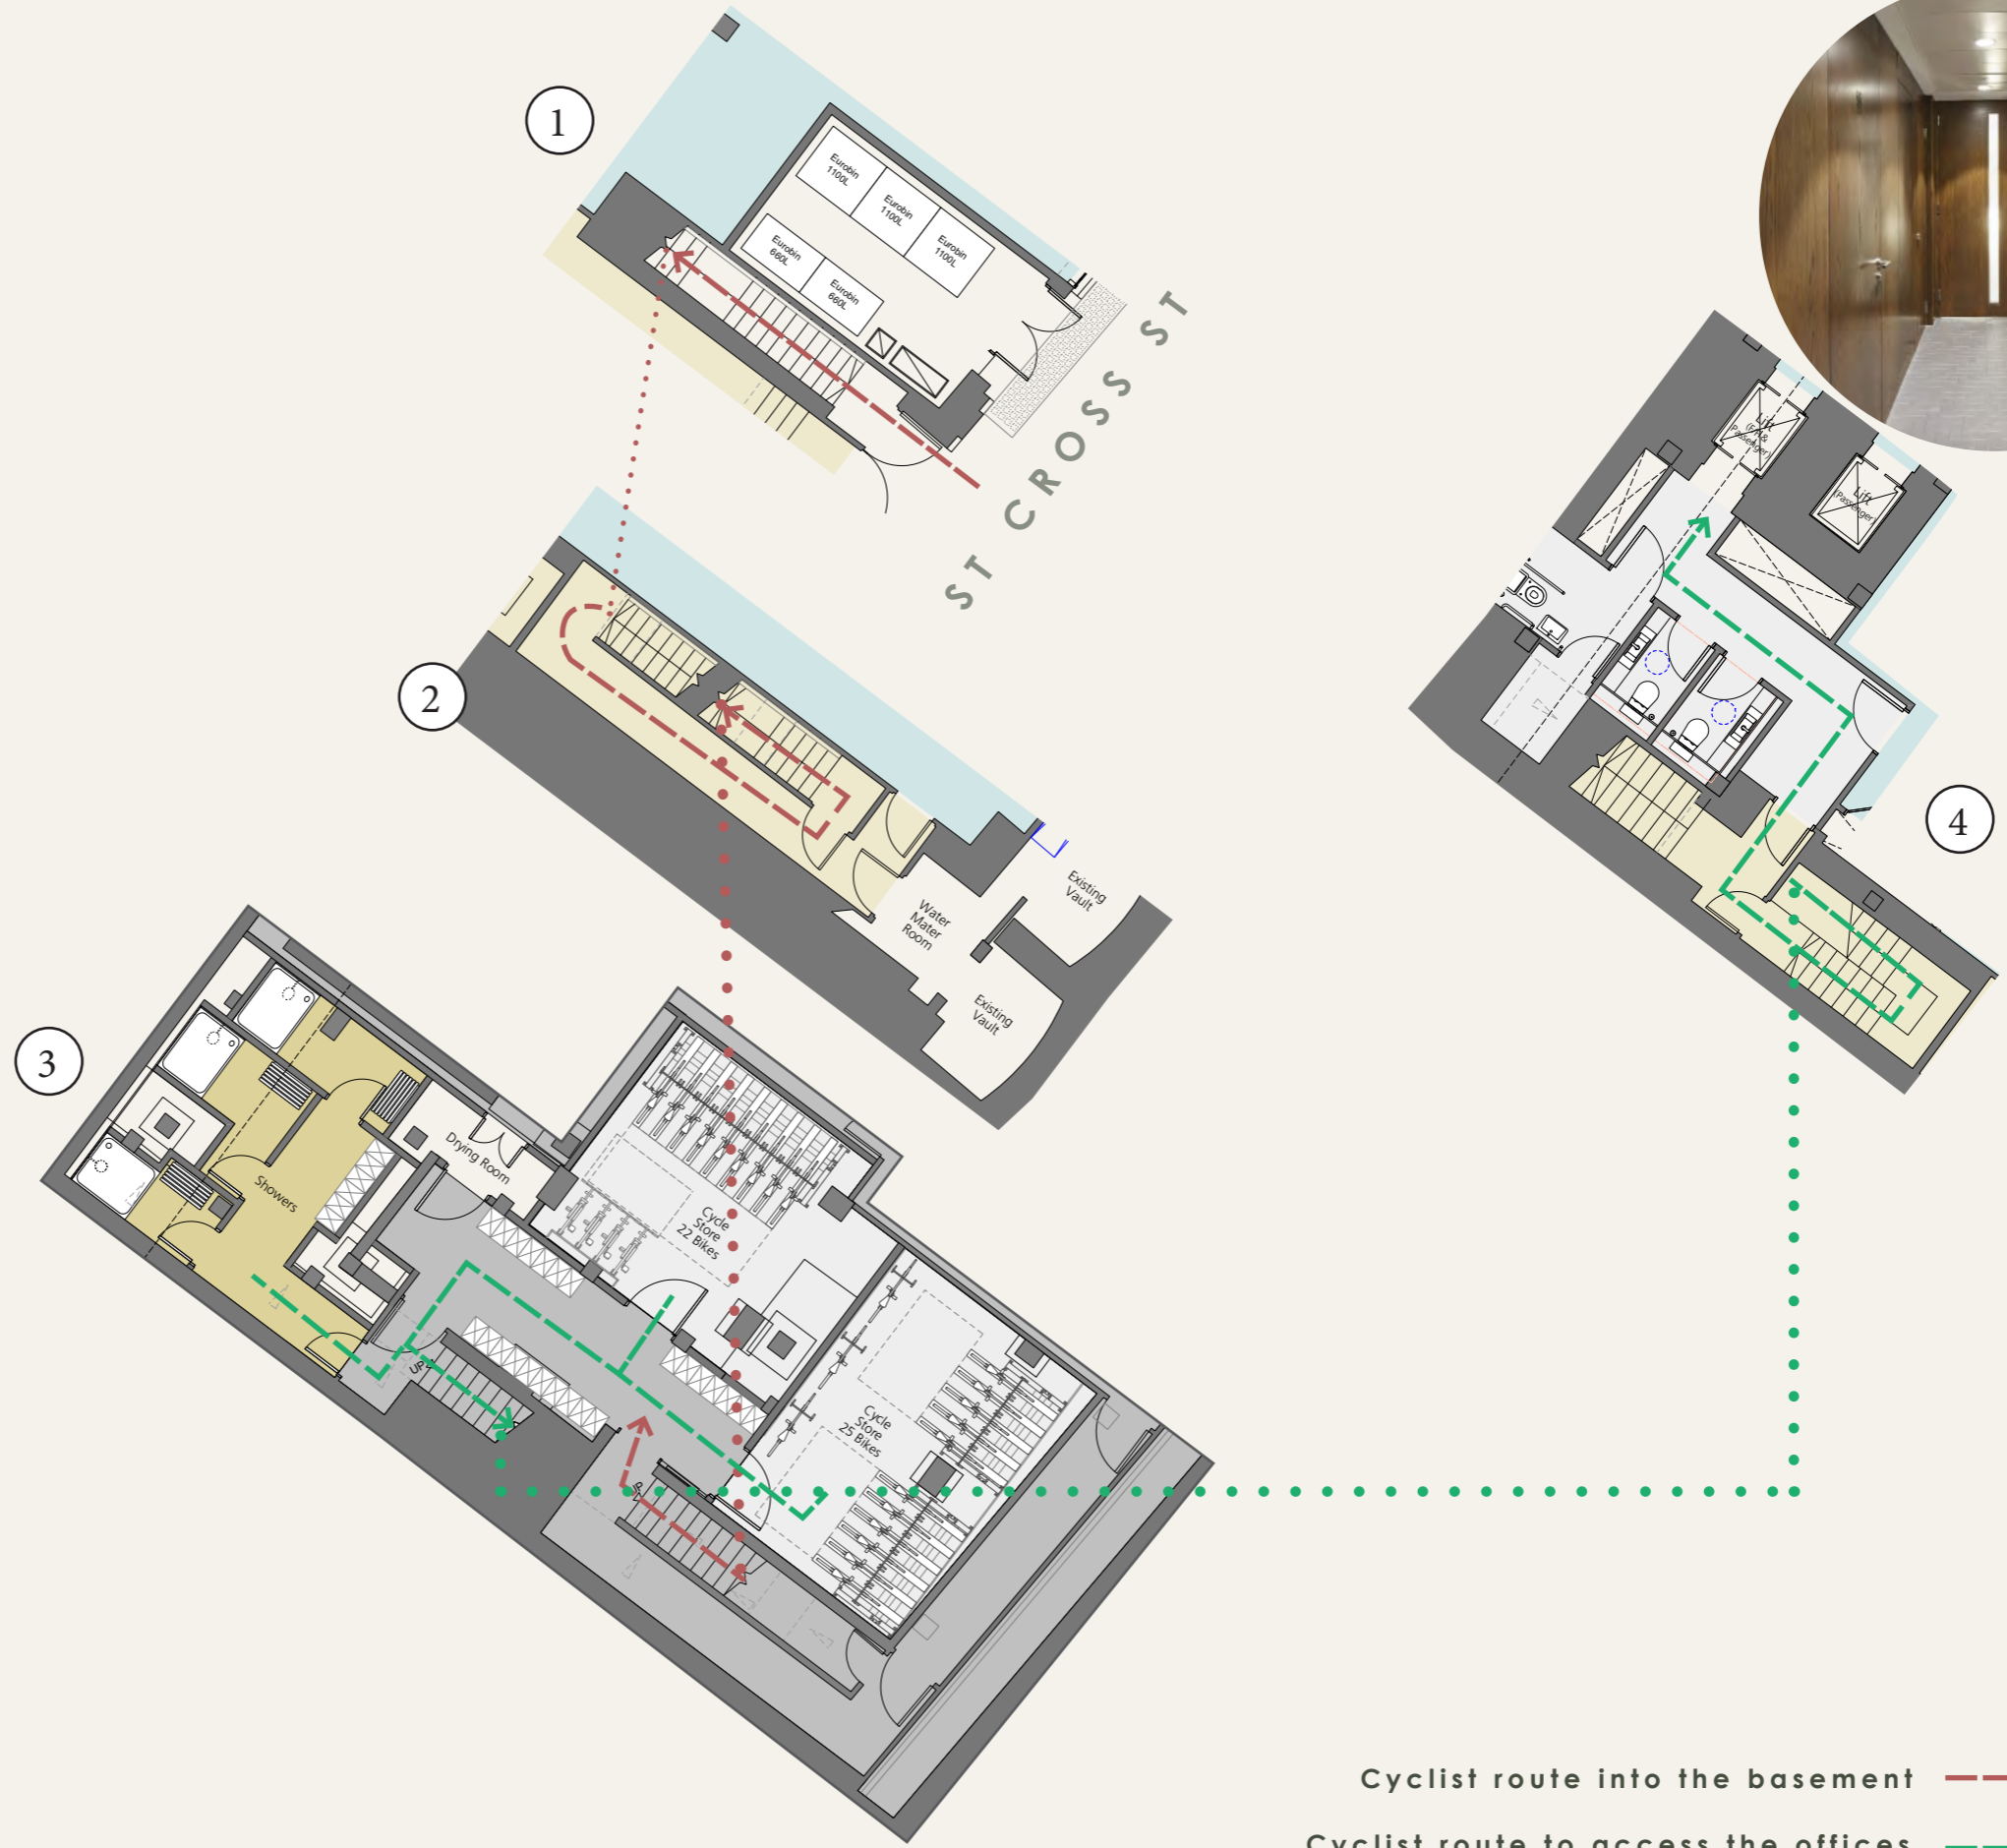 1
Eurobin
1100L
Eurobin
1100L
Eurobin
1100L
Eurobin
660L
Eurobin
660L
ST CROSS ST
2
Water
Mater
Room
Existing
Vault
Existing
Vault
3
Showers
Drying Room
Cycle
Store
22 Bikes
Cycle
Store
25 Bikes
UP
4
Lift
Passenger)
Lift
(Passenger)
Cyclist route into the basement
Cyclist route to access the offices